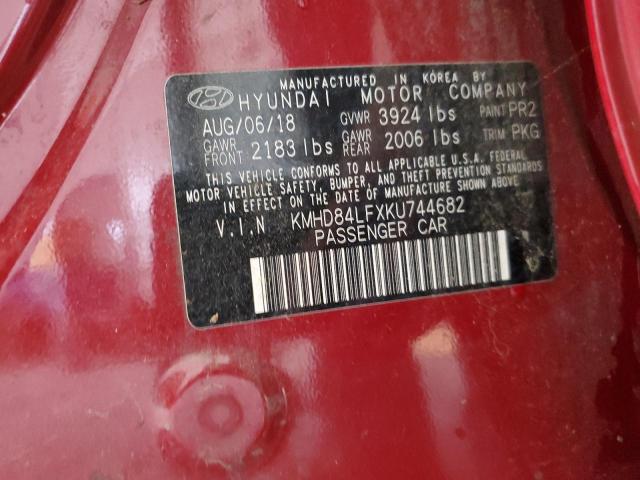 MANUFACTURED IN KOREA BY
HYUNDAI MOTOR COMPANY
AUG/06/18 GVWR 3924 lbs PAINT PR2
GAWR FRONT 2183 lbs GAWR REAR 2006 lbs TRIM PKG
THIS VEHICLE CONFORMS TO ALL APPLICABLE U.S.A. FEDERAL
MOTOR VEHICLE SAFETY, BUMPER, AND THEFT PREVENTION STANDARDS
IN EFFECT ON THE DATE OF MANUFACTURE SHOWN ABOVE.
V.I.N KMHD84LFXKU744682
PASSENGER CAR